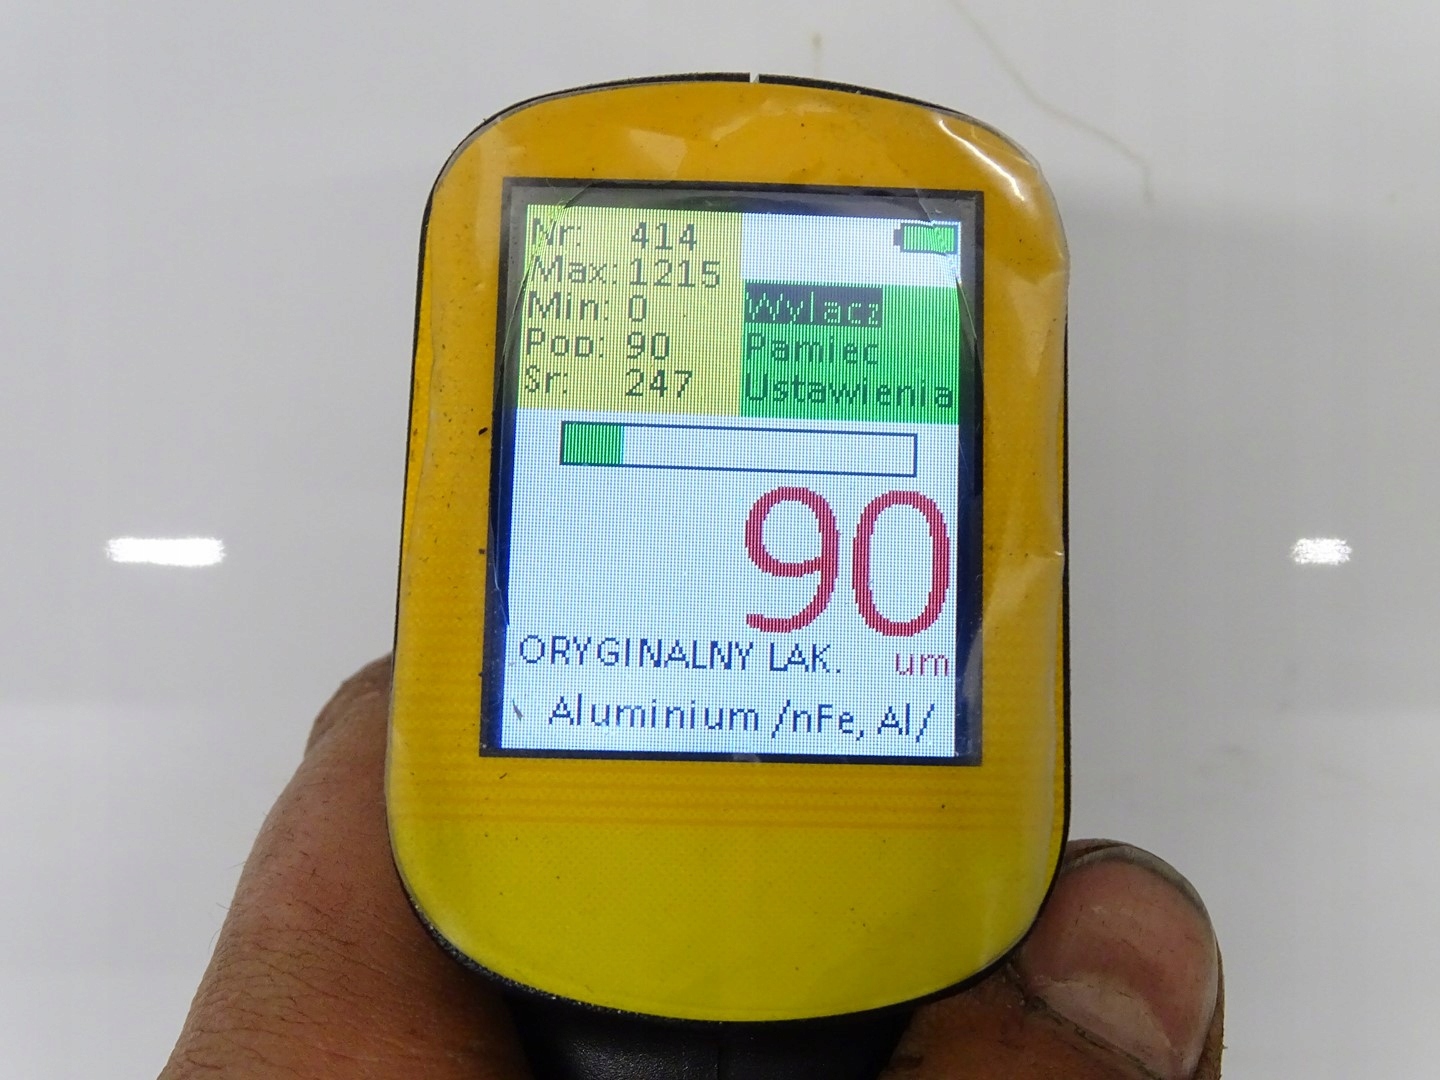 Nr: 414
Max: 1215
Min: 0
Pop: 90
Sr: 247
Wylacz
Pamiec
Ustawienia
90
ORYGINALNY LAK. um
Aluminium /nFe, Al/